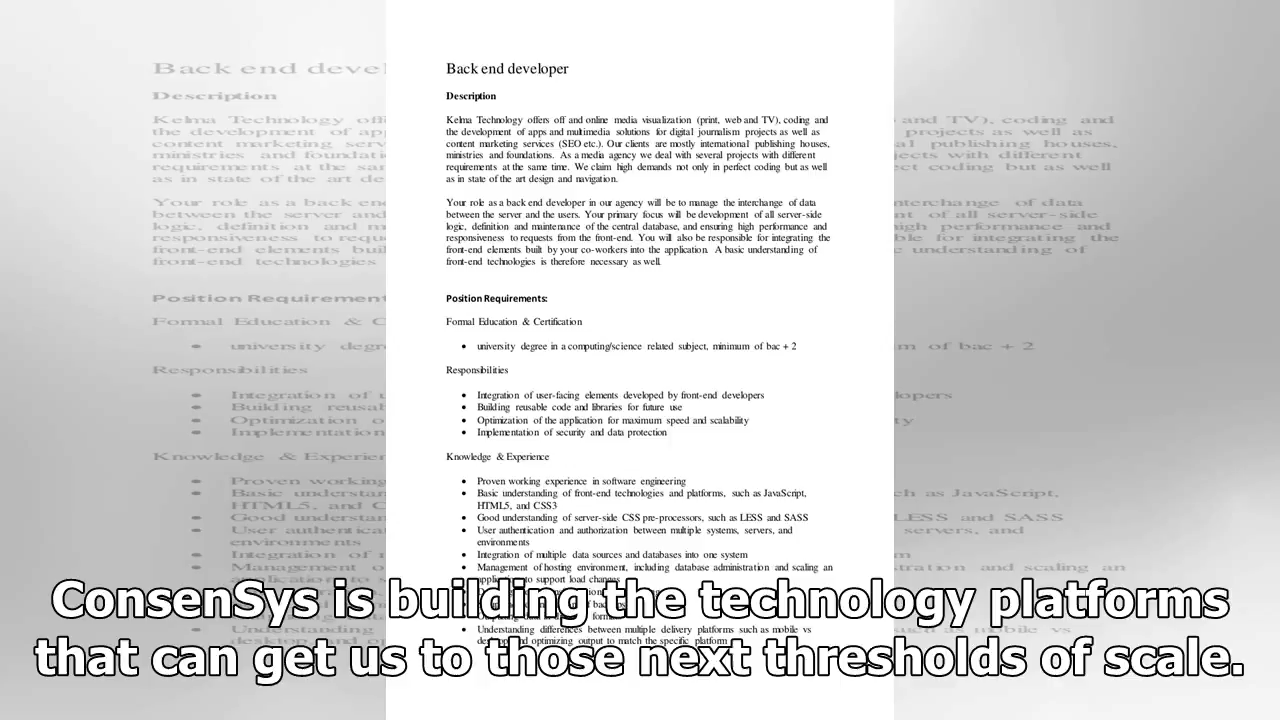 Back end developer
Description
Kelma Technology offers off and online media visualization (print, web and TV), coding and
the development of apps and multimedia solutions for digital journalism projects as well as
content marketing services (SEO etc.). Our clients are mostly international publishing houses,
ministries and foundations. As a media agency we deal with several projects with different
requirements at the same time. We claim high demands not only in perfect coding but as well
as in state of the art design and navigation.
Your role as a back end developer in our agency will be to manage the interchange of data
between the server and the users. Your primary focus will be development of all server-side
logic, definition and maintenance of the central database, and ensuring high performance and
responsiveness to requests from the front-end. You will also be responsible for integrating the
front-end elements built by your co-workers into the application. A basic understanding of
front-end technologies is therefore necessary as well.
Position Requirements:
Formal Education & Certification
• university degree in a computing/science related subject, minimum of bac + 2
Responsibilities
• Integration of user-facing elements developed by front-end developers
• Building reusable code and libraries for future use
• Optimization of the application for maximum speed and scalability
• Implementation of security and data protection
Knowledge & Experience
• Proven working experience in software engineering
• Basic understanding of front-end technologies and platforms, such as JavaScript,
HTML5, and CSS3
• Good understanding of server-side CSS pre-processors, such as LESS and SASS
• User authentication and authorization between multiple systems, servers, and
environments
• Integration of multiple data sources and databases into one system
• Management of hosting environment, including database administration and scaling an
application to support load changes
• Understanding differences between multiple delivery platforms such as mobile vs
desktop and optimizing output to match the specific platform
ConsenSys is building the technology platforms
that can get us to those next thresholds of scale.